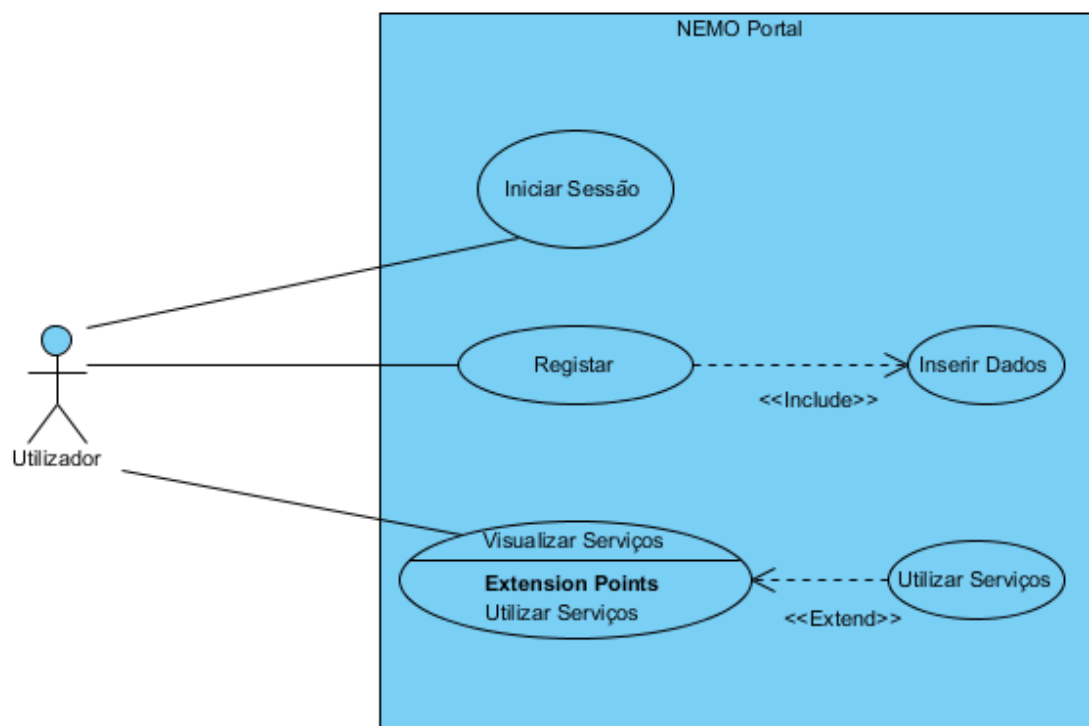 NEMO Portal
Iniciar Sessão
Registar
Inserir Dados
<<Include>>
Utilizador
Visualizar Serviços
Extension Points
Utilizar Serviços
Utilizar Serviços
<<Extend>>